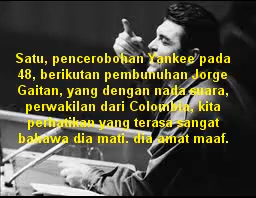 Satu, pencerobohan Yankee pada
48, berikutan pembunuhan Jorge
Gaitan, yang dengan nada suara,
perwakilan dari Colombia, kita
perhatikan yang terasa sangat
bahawa dia mati. dia amat maaf.